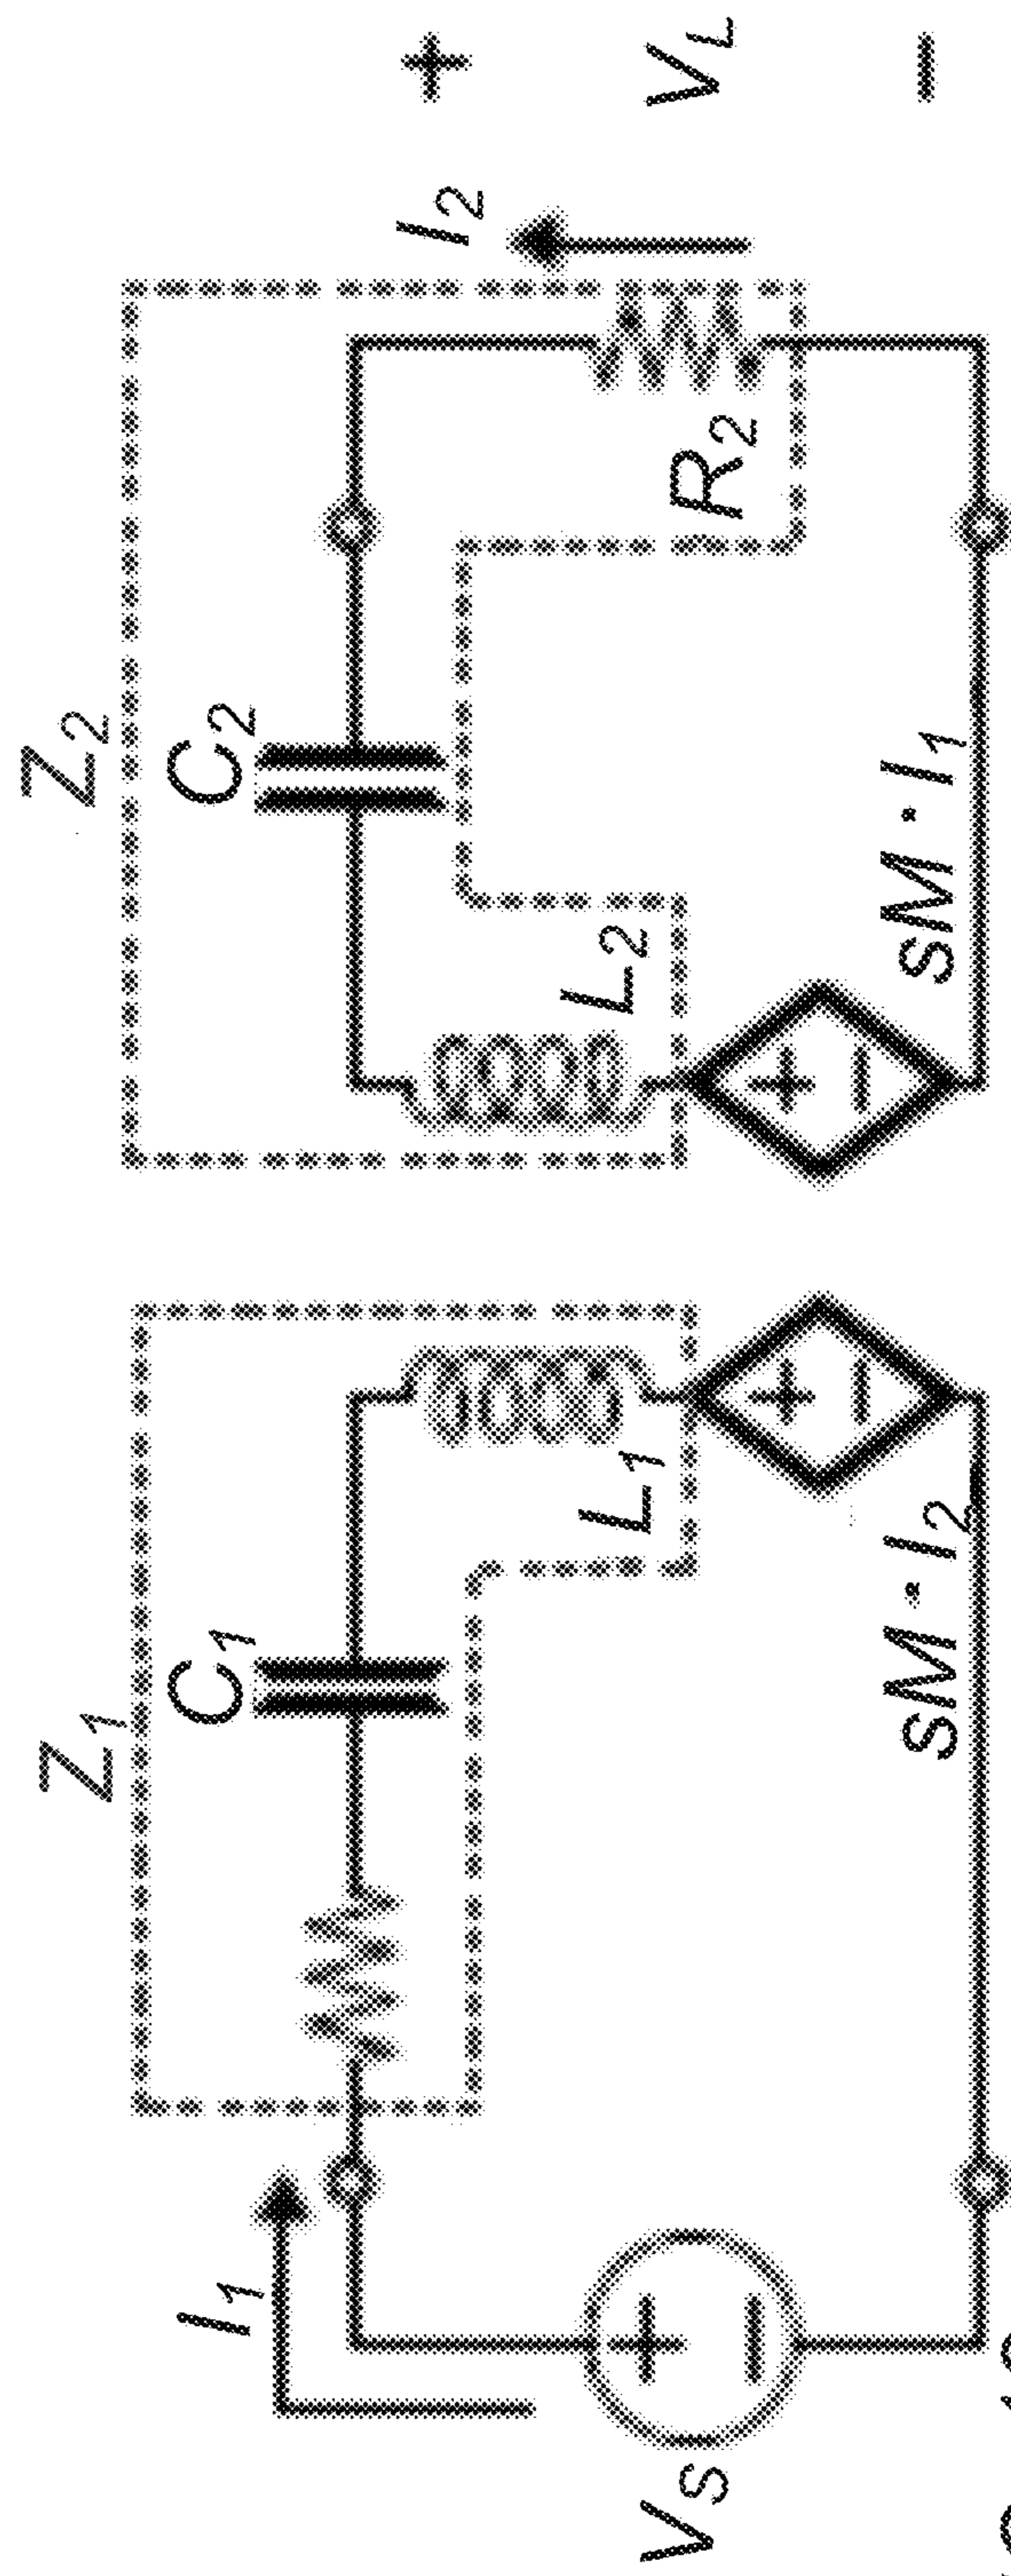 Z1
Z2
I1
C1
C2
I2
+
L1
L2
R2
VS
+
−
+
−
+
−
VL
sM · I2
sM · I1
−